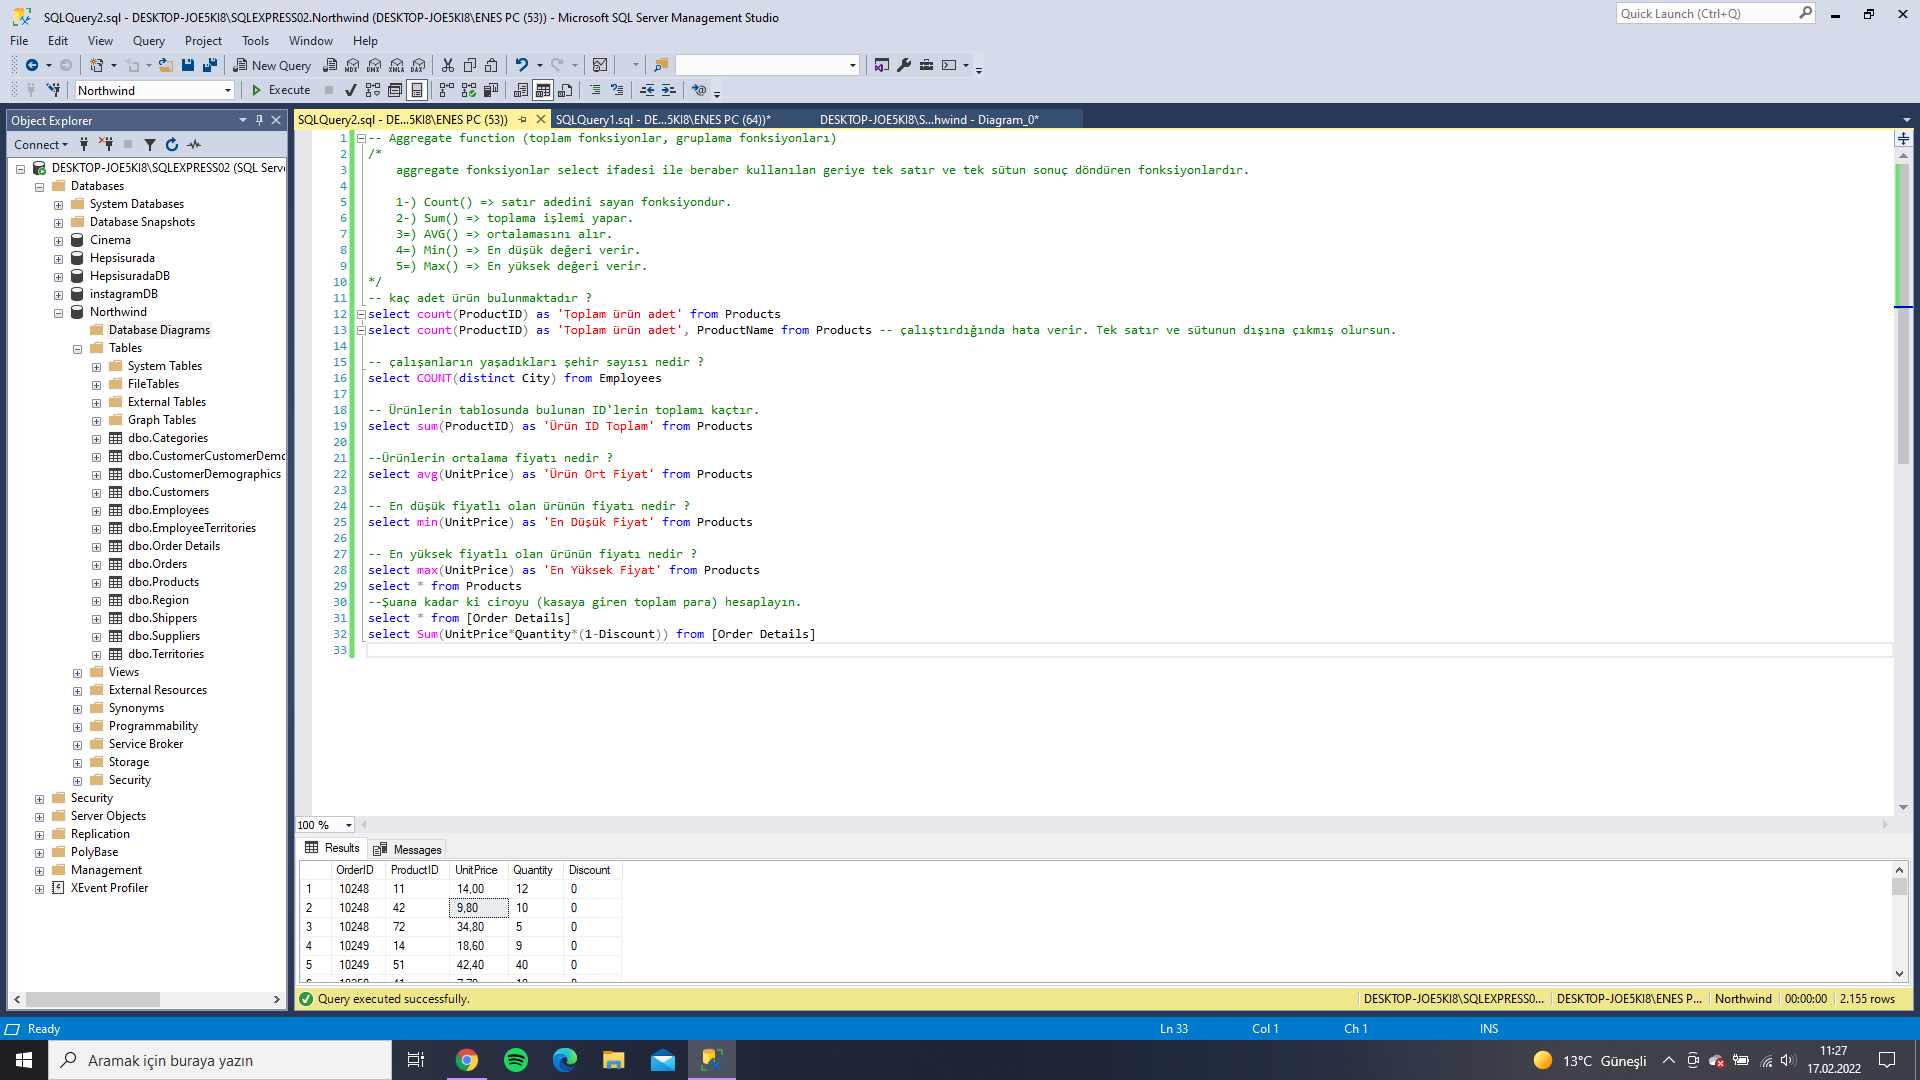 SQLQuery2.sql - DESKTOP-JOE5KI8\SQLEXPRESS02.Northwind (DESKTOP-JOE5KI8\ENES PC (53)) - Microsoft SQL Server Management Studio
Quick Launch (Ctrl+Q)
File Edit View Query Project Tools Window Help
New Query
MDX DMX XMLA DAX
Northwind
Execute
Object Explorer
SQLQuery2.sql - DE...5KI8\ENES PC (53))
SQLQuery1.sql - DE...5KI8\ENES PC (64))*
DESKTOP-JOE5KI8\S...hwind - Diagram_0*
Connect
DESKTOP-JOE5KI8\SQLEXPRESS02 (SQL Serv
Databases
System Databases
Database Snapshots
Cinema
Hepsisurada
HepsisuradaDB
instagramDB
Northwind
Database Diagrams
Tables
System Tables
FileTables
External Tables
Graph Tables
dbo.Categories
dbo.CustomerCustomerDemo
dbo.CustomerDemographics
dbo.Customers
dbo.Employees
dbo.EmployeeTerritories
dbo.Order Details
dbo.Orders
dbo.Products
dbo.Region
dbo.Shippers
dbo.Suppliers
dbo.Territories
Views
External Resources
Synonyms
Programmability
Service Broker
Storage
Security
Security
Server Objects
Replication
PolyBase
Management
XEvent Profiler
1 -- Aggregate function (toplam fonksiyonlar, gruplama fonksiyonları)
2 /*
3 aggregate fonksiyonlar select ifadesi ile beraber kullanılan geriye tek satır ve tek sütun sonuç döndüren fonksiyonlardır.
4
5 1-) Count() => satır adedini sayan fonksiyondur.
6 2-) Sum() => toplama işlemi yapar.
7 3=) AVG() => ortalamasını alır.
8 4=) Min() => En düşük değeri verir.
9 5=) Max() => En yüksek değeri verir.
10 */
11 -- kaç adet ürün bulunmaktadır ?
12 select count(ProductID) as 'Toplam ürün adet' from Products
13 select count(ProductID) as 'Toplam ürün adet', ProductName from Products -- çalıştırdığında hata verir. Tek satır ve sütunun dışına çıkmış olursun.
14
15 -- çalışanların yaşadıkları şehir sayısı nedir ?
16 select COUNT(distinct City) from Employees
17
18 -- Ürünlerin tablosunda bulunan ID'lerin toplamı kaçtır.
19 select sum(ProductID) as 'Ürün ID Toplam' from Products
20
21 --Ürünlerin ortalama fiyatı nedir ?
22 select avg(UnitPrice) as 'Ürün Ort Fiyat' from Products
23
24 -- En düşük fiyatlı olan ürünün fiyatı nedir ?
25 select min(UnitPrice) as 'En Düşük Fiyat' from Products
26
27 -- En yüksek fiyatlı olan ürünün fiyatı nedir ?
28 select max(UnitPrice) as 'En Yüksek Fiyat' from Products
29 select * from Products
30 --Şuana kadar ki ciroyu (kasaya giren toplam para) hesaplayın.
31 select * from [Order Details]
32 select Sum(UnitPrice*Quantity*(1-Discount)) from [Order Details]
33
100 %
Results Messages
OrderID ProductID UnitPrice Quantity Discount
1 10248 11 14,00 12 0
2 10248 42 9,80 10 0
3 10248 72 34,80 5 0
4 10249 14 18,60 9 0
5 10249 51 42,40 40 0
Query executed successfully.
DESKTOP-JOE5KI8\SQLEXPRESS0... DESKTOP-JOE5KI8\ENES P... Northwind 00:00:00 2.155 rows
Ready
Ln 33 Col 1 Ch 1 INS
Aramak için buraya yazın
13°C Güneşli
11:27
17.02.2022